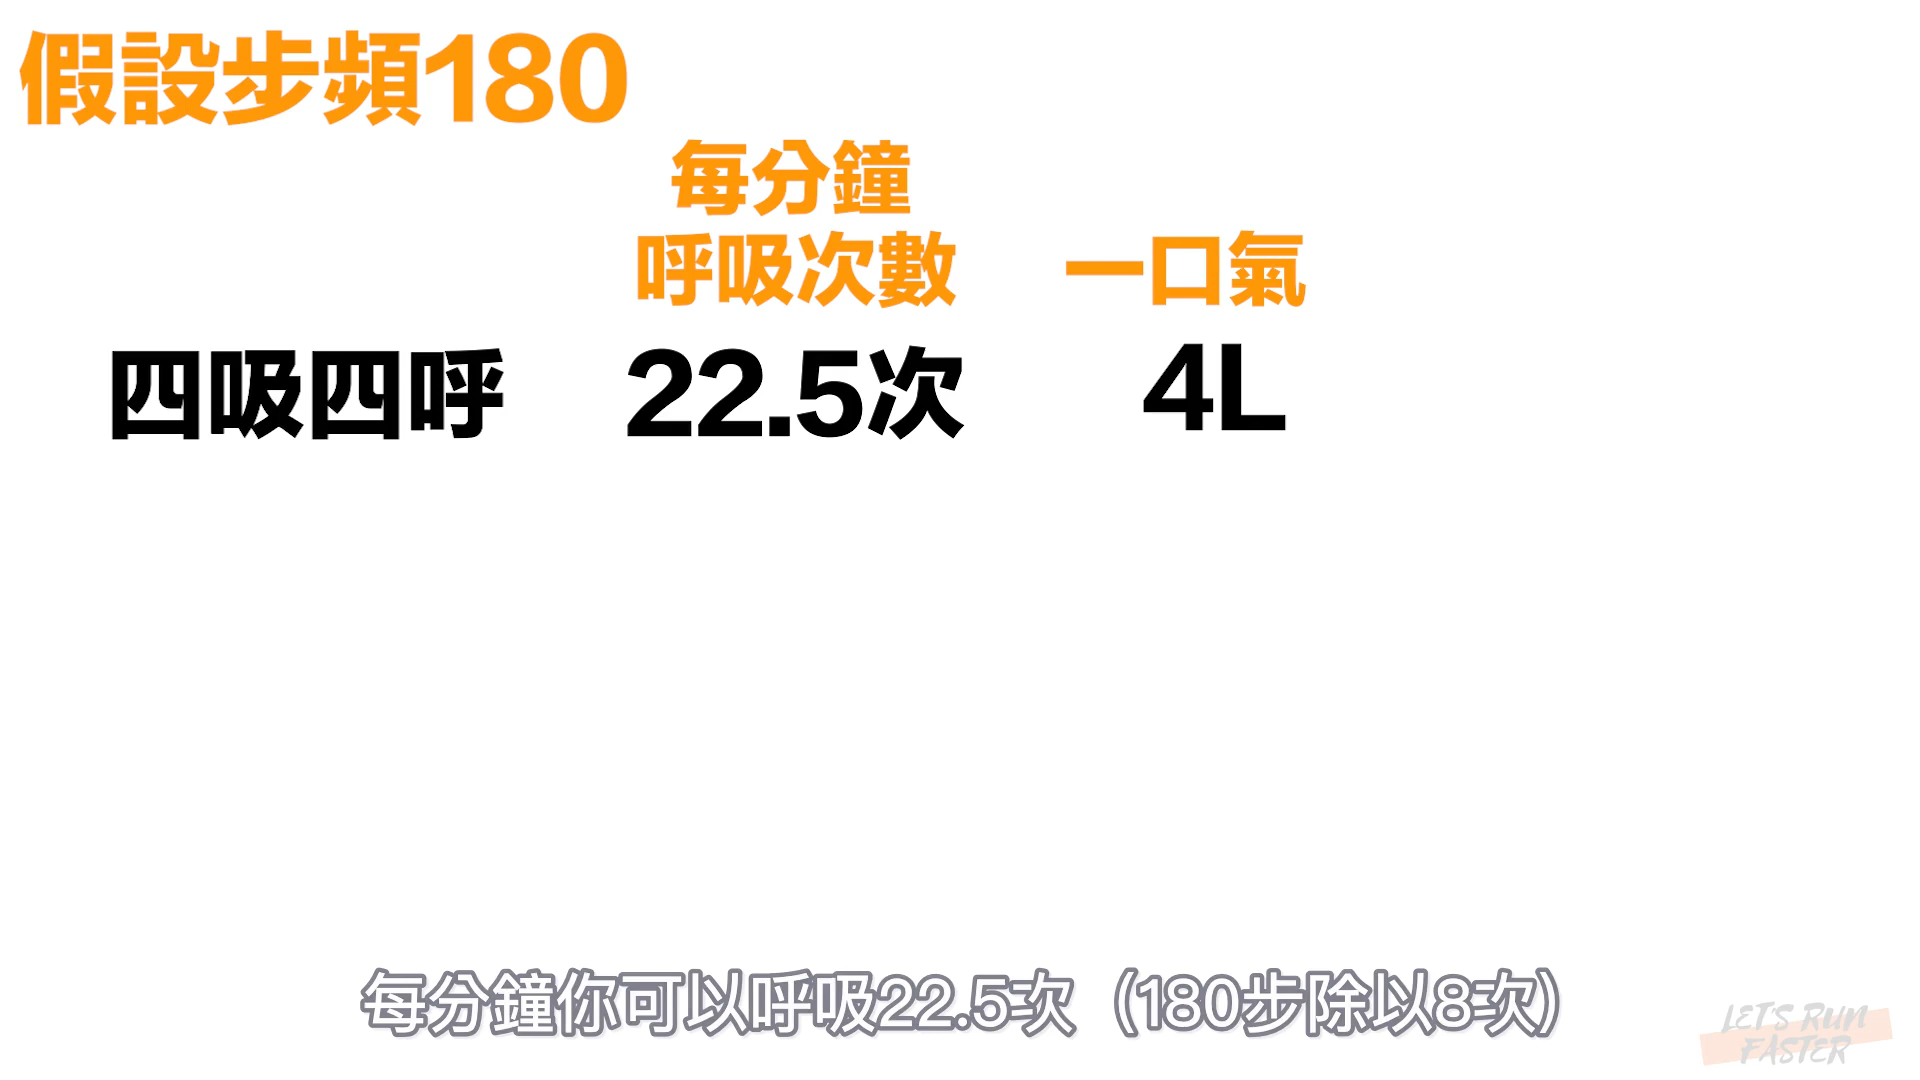 假設步頻180
每分鐘
呼吸次數
一口氣
四吸四呼
22.5次
4L
每分鐘你可以呼吸22.5次（180步除以8次）
LET'S RUN
FASTER